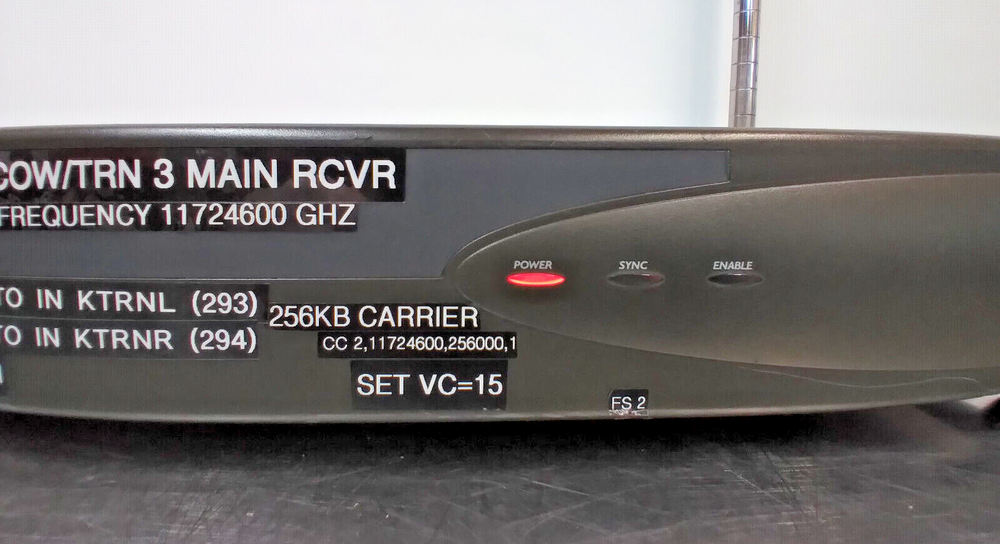 COW/TRN 3 MAIN RCVR
FREQUENCY 11724600 GHZ
POWER SYNC ENABLE
TO IN KTRNL (293)
TO IN KTRNR (294)
256KB CARRIER
CC 2,11724600,256000,1
SET VC=15
FS 2